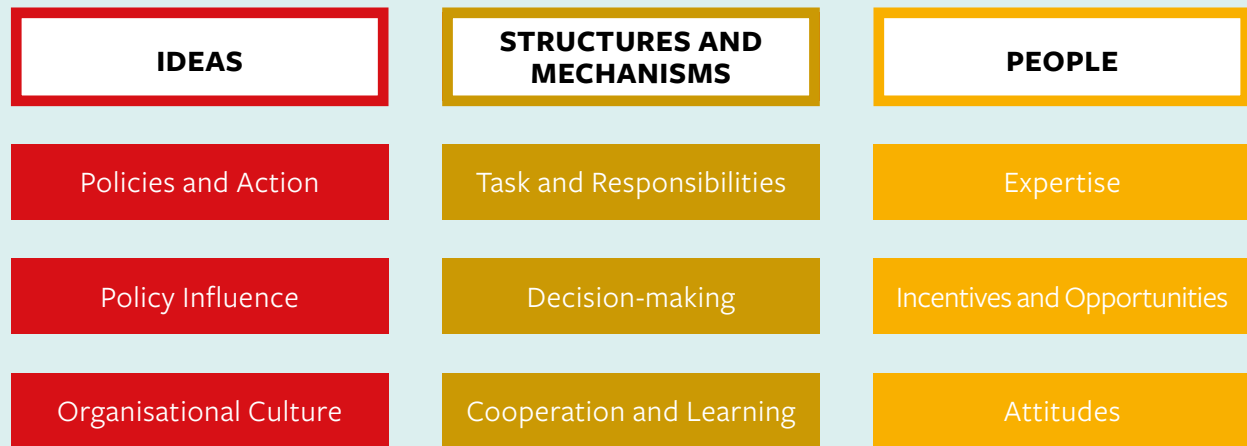 IDEAS
STRUCTURES AND
MECHANISMS
PEOPLE
Policies and Action
Task and Responsibilities
Expertise
Policy Influence
Decision-making
Incentives and Opportunities
Organisational Culture
Cooperation and Learning
Attitudes